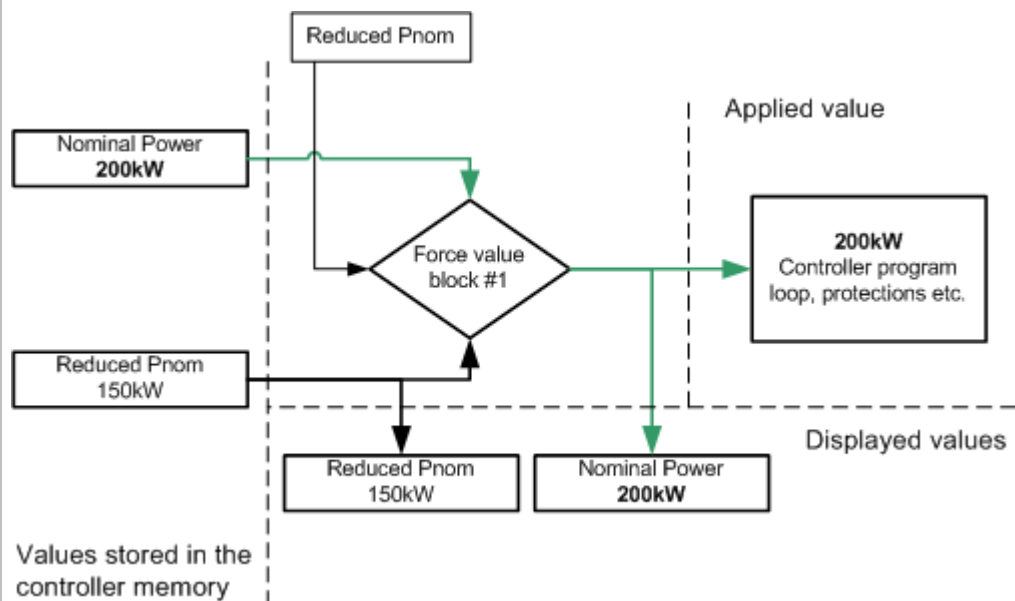 Reduced Pnom
Applied value
Nominal Power
200kW
Force value
block #1
200kW
Controller program
loop, protections etc.
Reduced Pnom
150kW
Displayed values
Reduced Pnom
150kW
Nominal Power
200kW
Values stored in the
controller memory